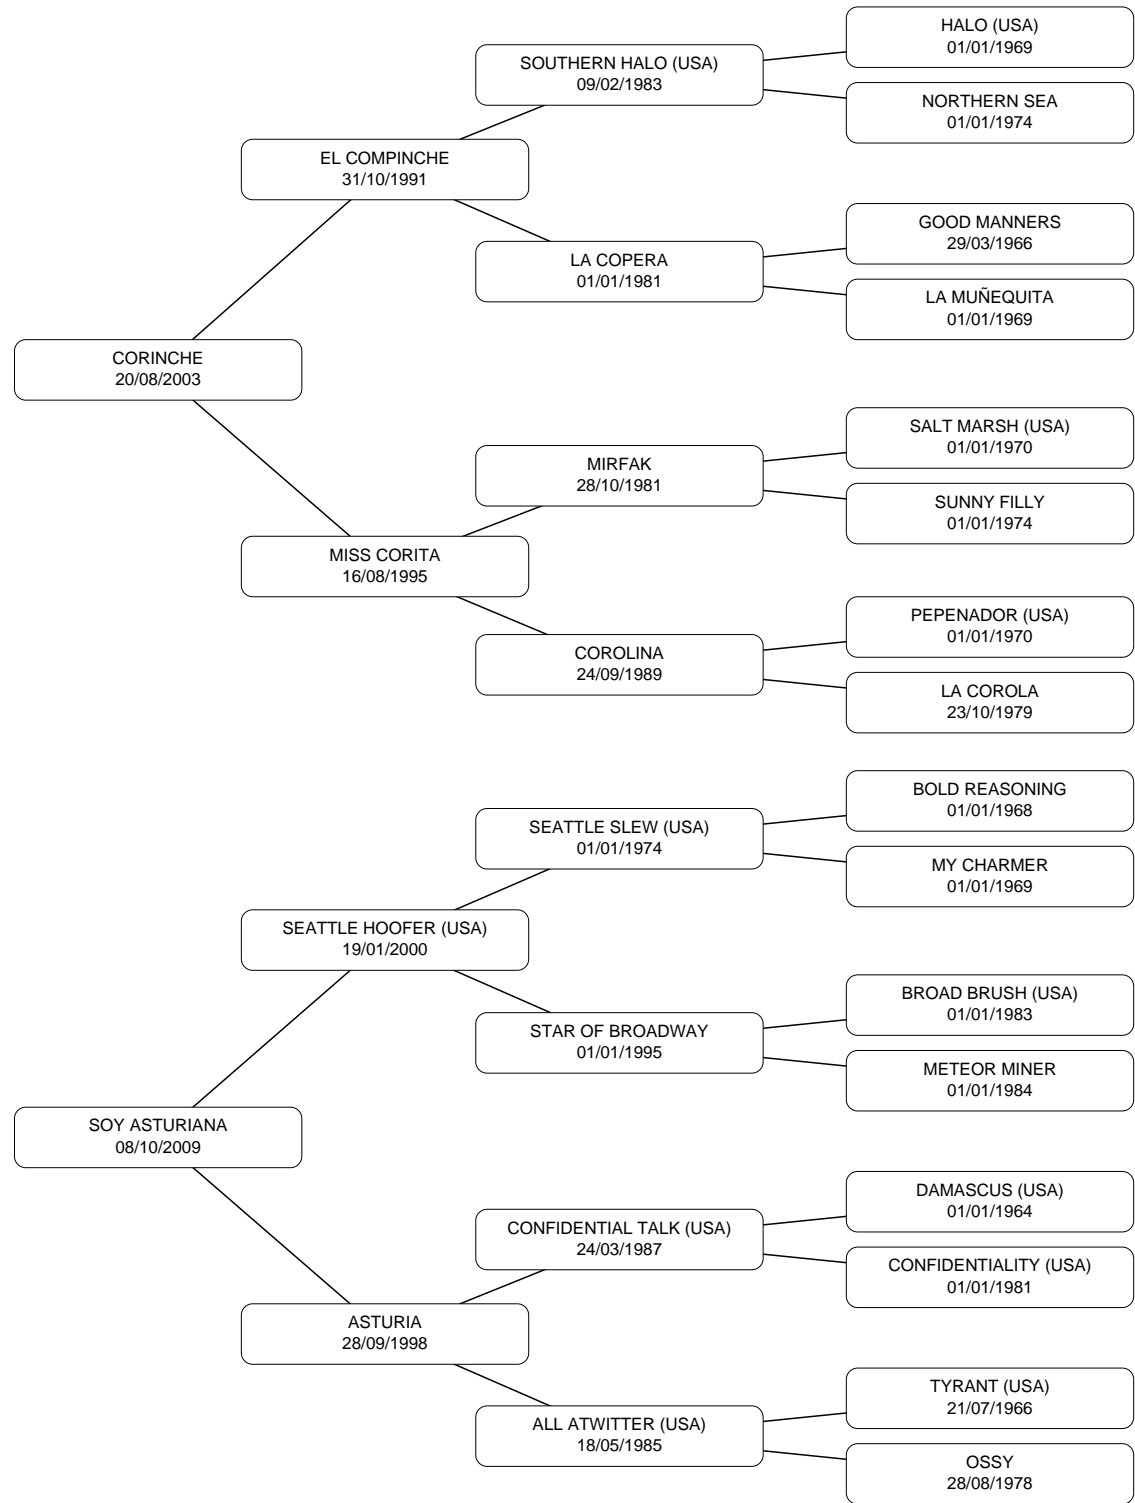 HALO (USA)
01/01/1969
SOUTHERN HALO (USA)
09/02/1983
NORTHERN SEA
01/01/1974
EL COMPINCHE
31/10/1991
GOOD MANNERS
29/03/1966
LA COPERA
01/01/1981
LA MUÑEQUITA
01/01/1969
CORINCHE
20/08/2003
SALT MARSH (USA)
01/01/1970
MIRFAK
28/10/1981
SUNNY FILLY
01/01/1974
MISS CORITA
16/08/1995
PEPENADOR (USA)
01/01/1970
COROLINA
24/09/1989
LA COROLA
23/10/1979
BOLD REASONING
01/01/1968
SEATTLE SLEW (USA)
01/01/1974
MY CHARMER
01/01/1969
SEATTLE HOOFER (USA)
19/01/2000
BROAD BRUSH (USA)
01/01/1983
STAR OF BROADWAY
01/01/1995
METEOR MINER
01/01/1984
SOY ASTURIANA
08/10/2009
DAMASCUS (USA)
01/01/1964
CONFIDENTIAL TALK (USA)
24/03/1987
CONFIDENTIALITY (USA)
01/01/1981
ASTURIA
28/09/1998
TYRANT (USA)
21/07/1966
ALL ATWITTER (USA)
18/05/1985
OSSY
28/08/1978